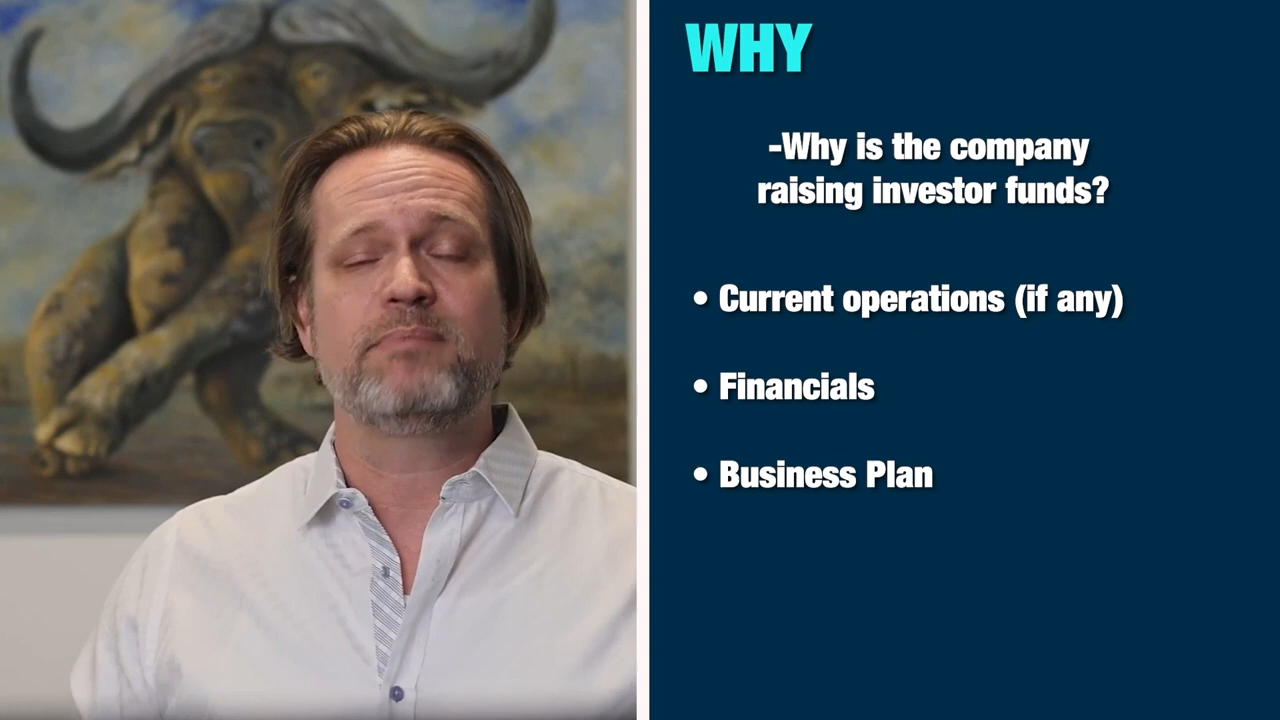 WHY
-Why is the company
raising investor funds?
• Current operations (if any)
• Financials
• Business Plan